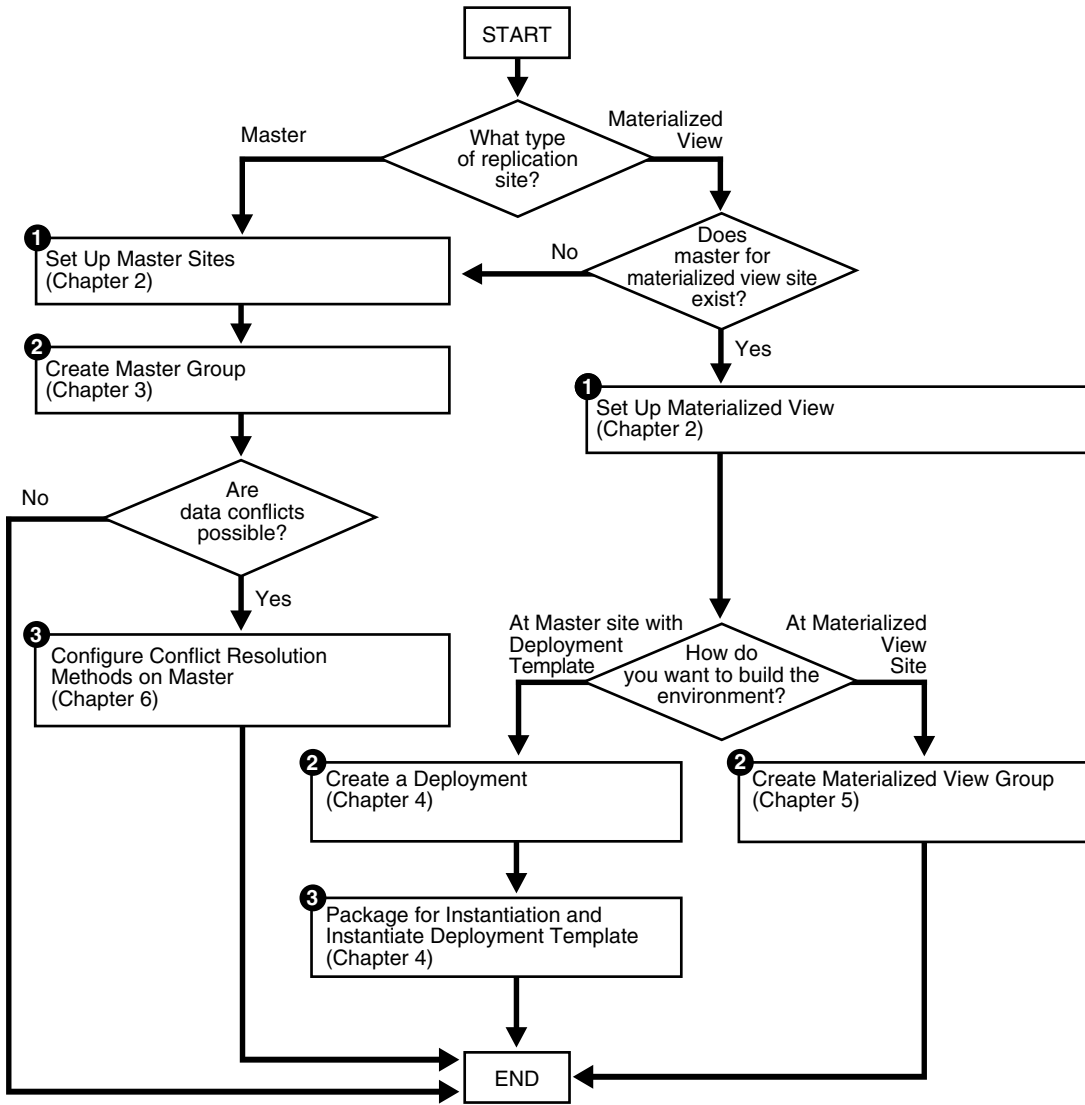 START
What type
of replication
site?
Master
Materialized
View
1
Set Up Master Sites
(Chapter 2)
No
Does
master for
materialized view site
exist?
Yes
2
Create Master Group
(Chapter 3)
1
Set Up Materialized View
(Chapter 2)
No
Are
data conflicts
possible?
Yes
3
Configure Conflict Resolution
Methods on Master
(Chapter 6)
At Master site with
Deployment
Template
How do
you want to build the
environment?
At Materialized
View
Site
2
Create a Deployment
(Chapter 4)
2
Create Materialized View Group
(Chapter 5)
3
Package for Instantiation and
Instantiate Deployment Template
(Chapter 4)
END